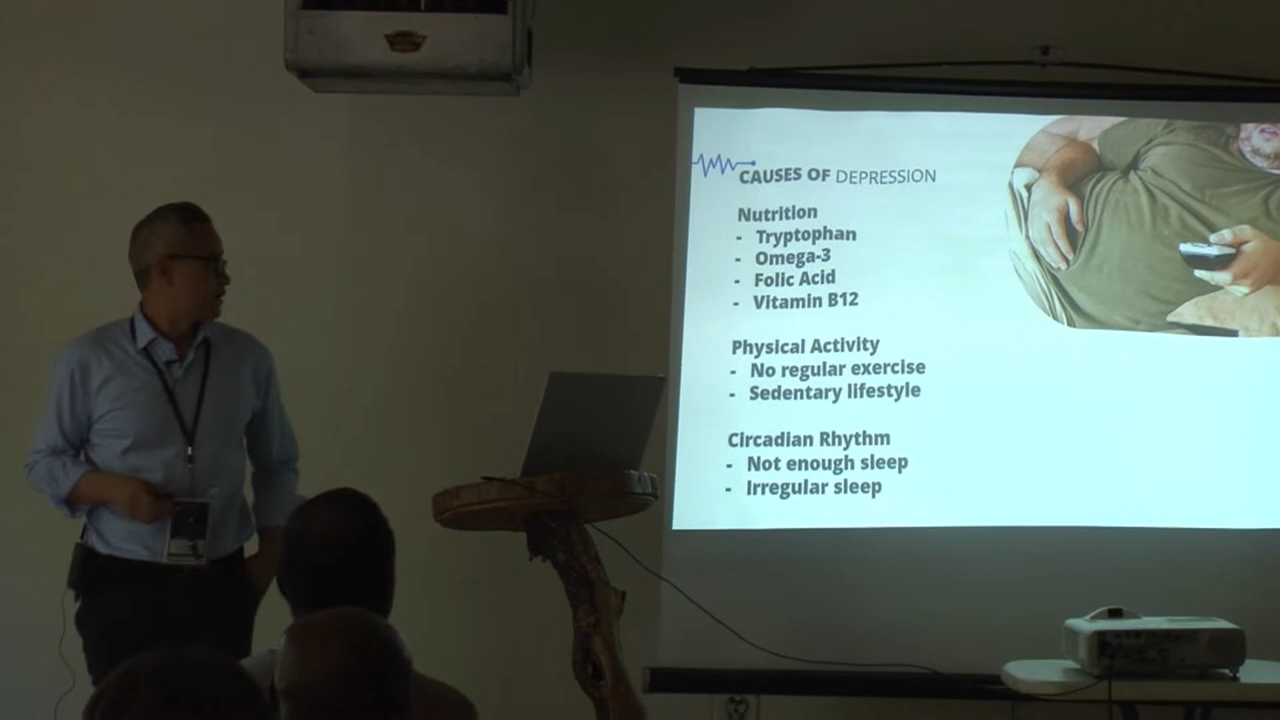 CAUSES OF DEPRESSION
Nutrition
- Tryptophan
- Omega-3
- Folic Acid
- Vitamin B12
Physical Activity
- No regular exercise
- Sedentary lifestyle
Circadian Rhythm
- Not enough sleep
- Irregular sleep